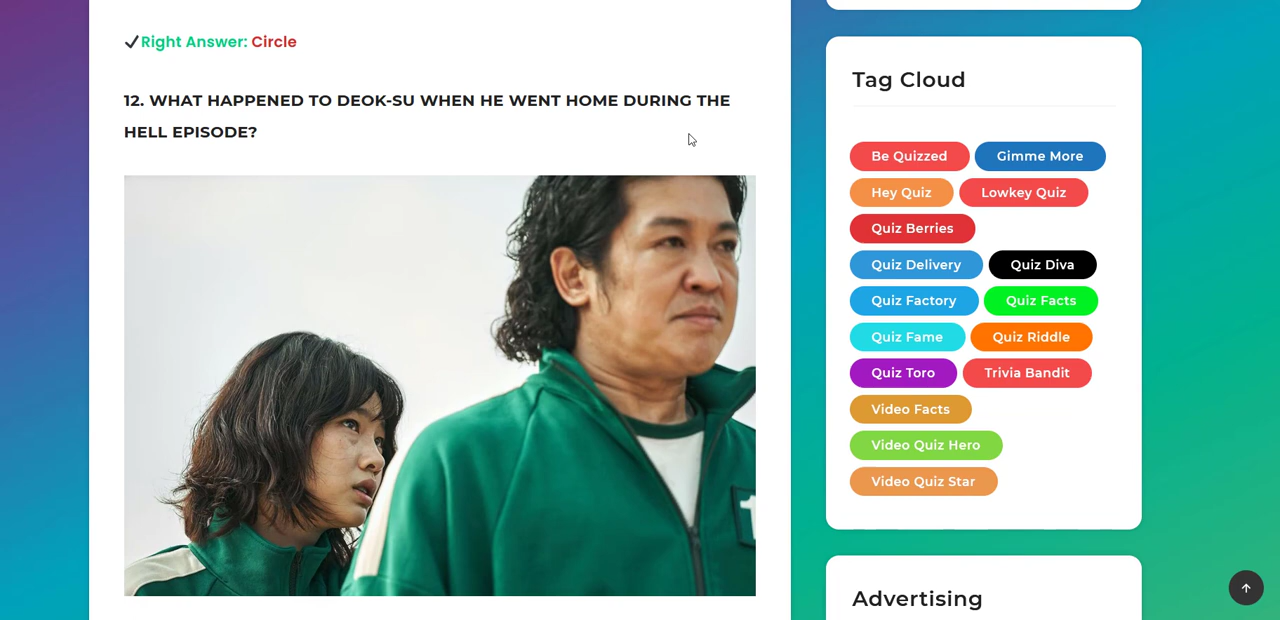 ✓Right Answer: Circle
12. WHAT HAPPENED TO DEOK-SU WHEN HE WENT HOME DURING THE
HELL EPISODE?
Tag Cloud
Be Quizzed
Gimme More
Hey Quiz
Lowkey Quiz
Quiz Berries
Quiz Delivery
Quiz Diva
Quiz Factory
Quiz Facts
Quiz Fame
Quiz Riddle
Quiz Toro
Trivia Bandit
Video Facts
Video Quiz Hero
Video Quiz Star
Advertising